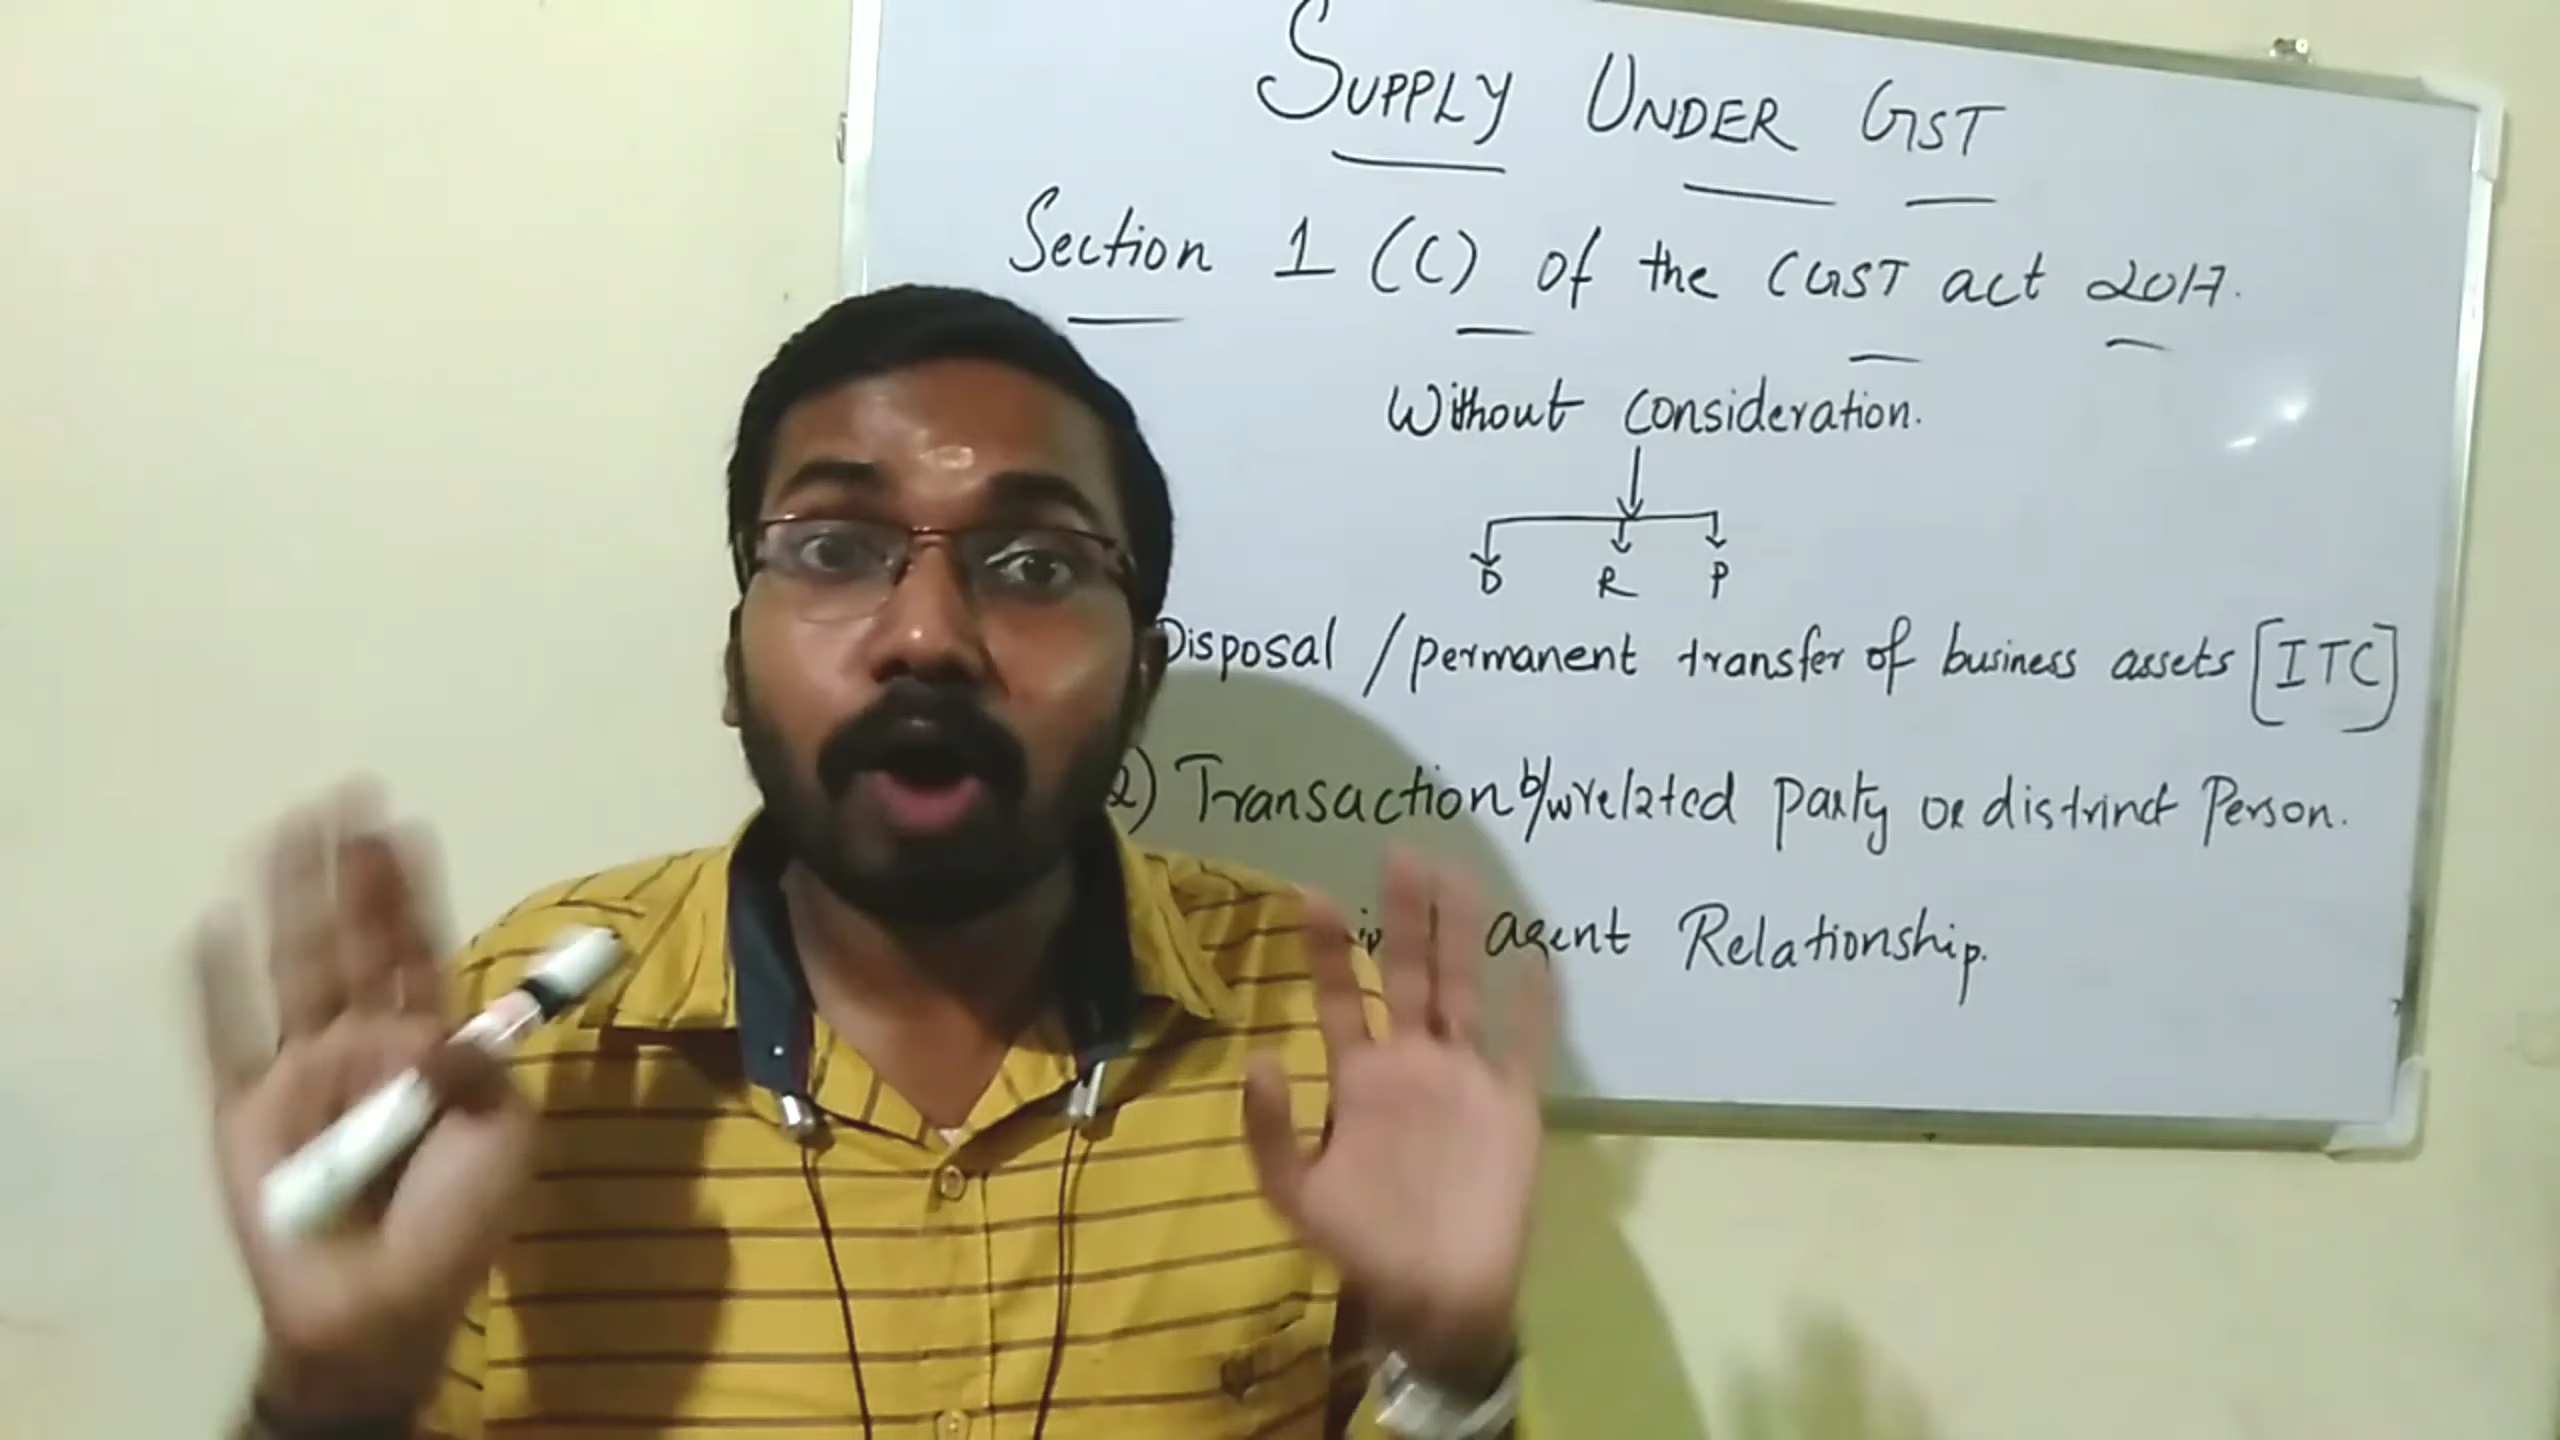 SUPPLY UNDER GST
Section 1 (C) of the CGST act 2017.
Without consideration.
D R P
Disposal / permanent transfer of business assets [ITC]
2) Transaction b/w related party or distrinct Person.
agent Relationship.